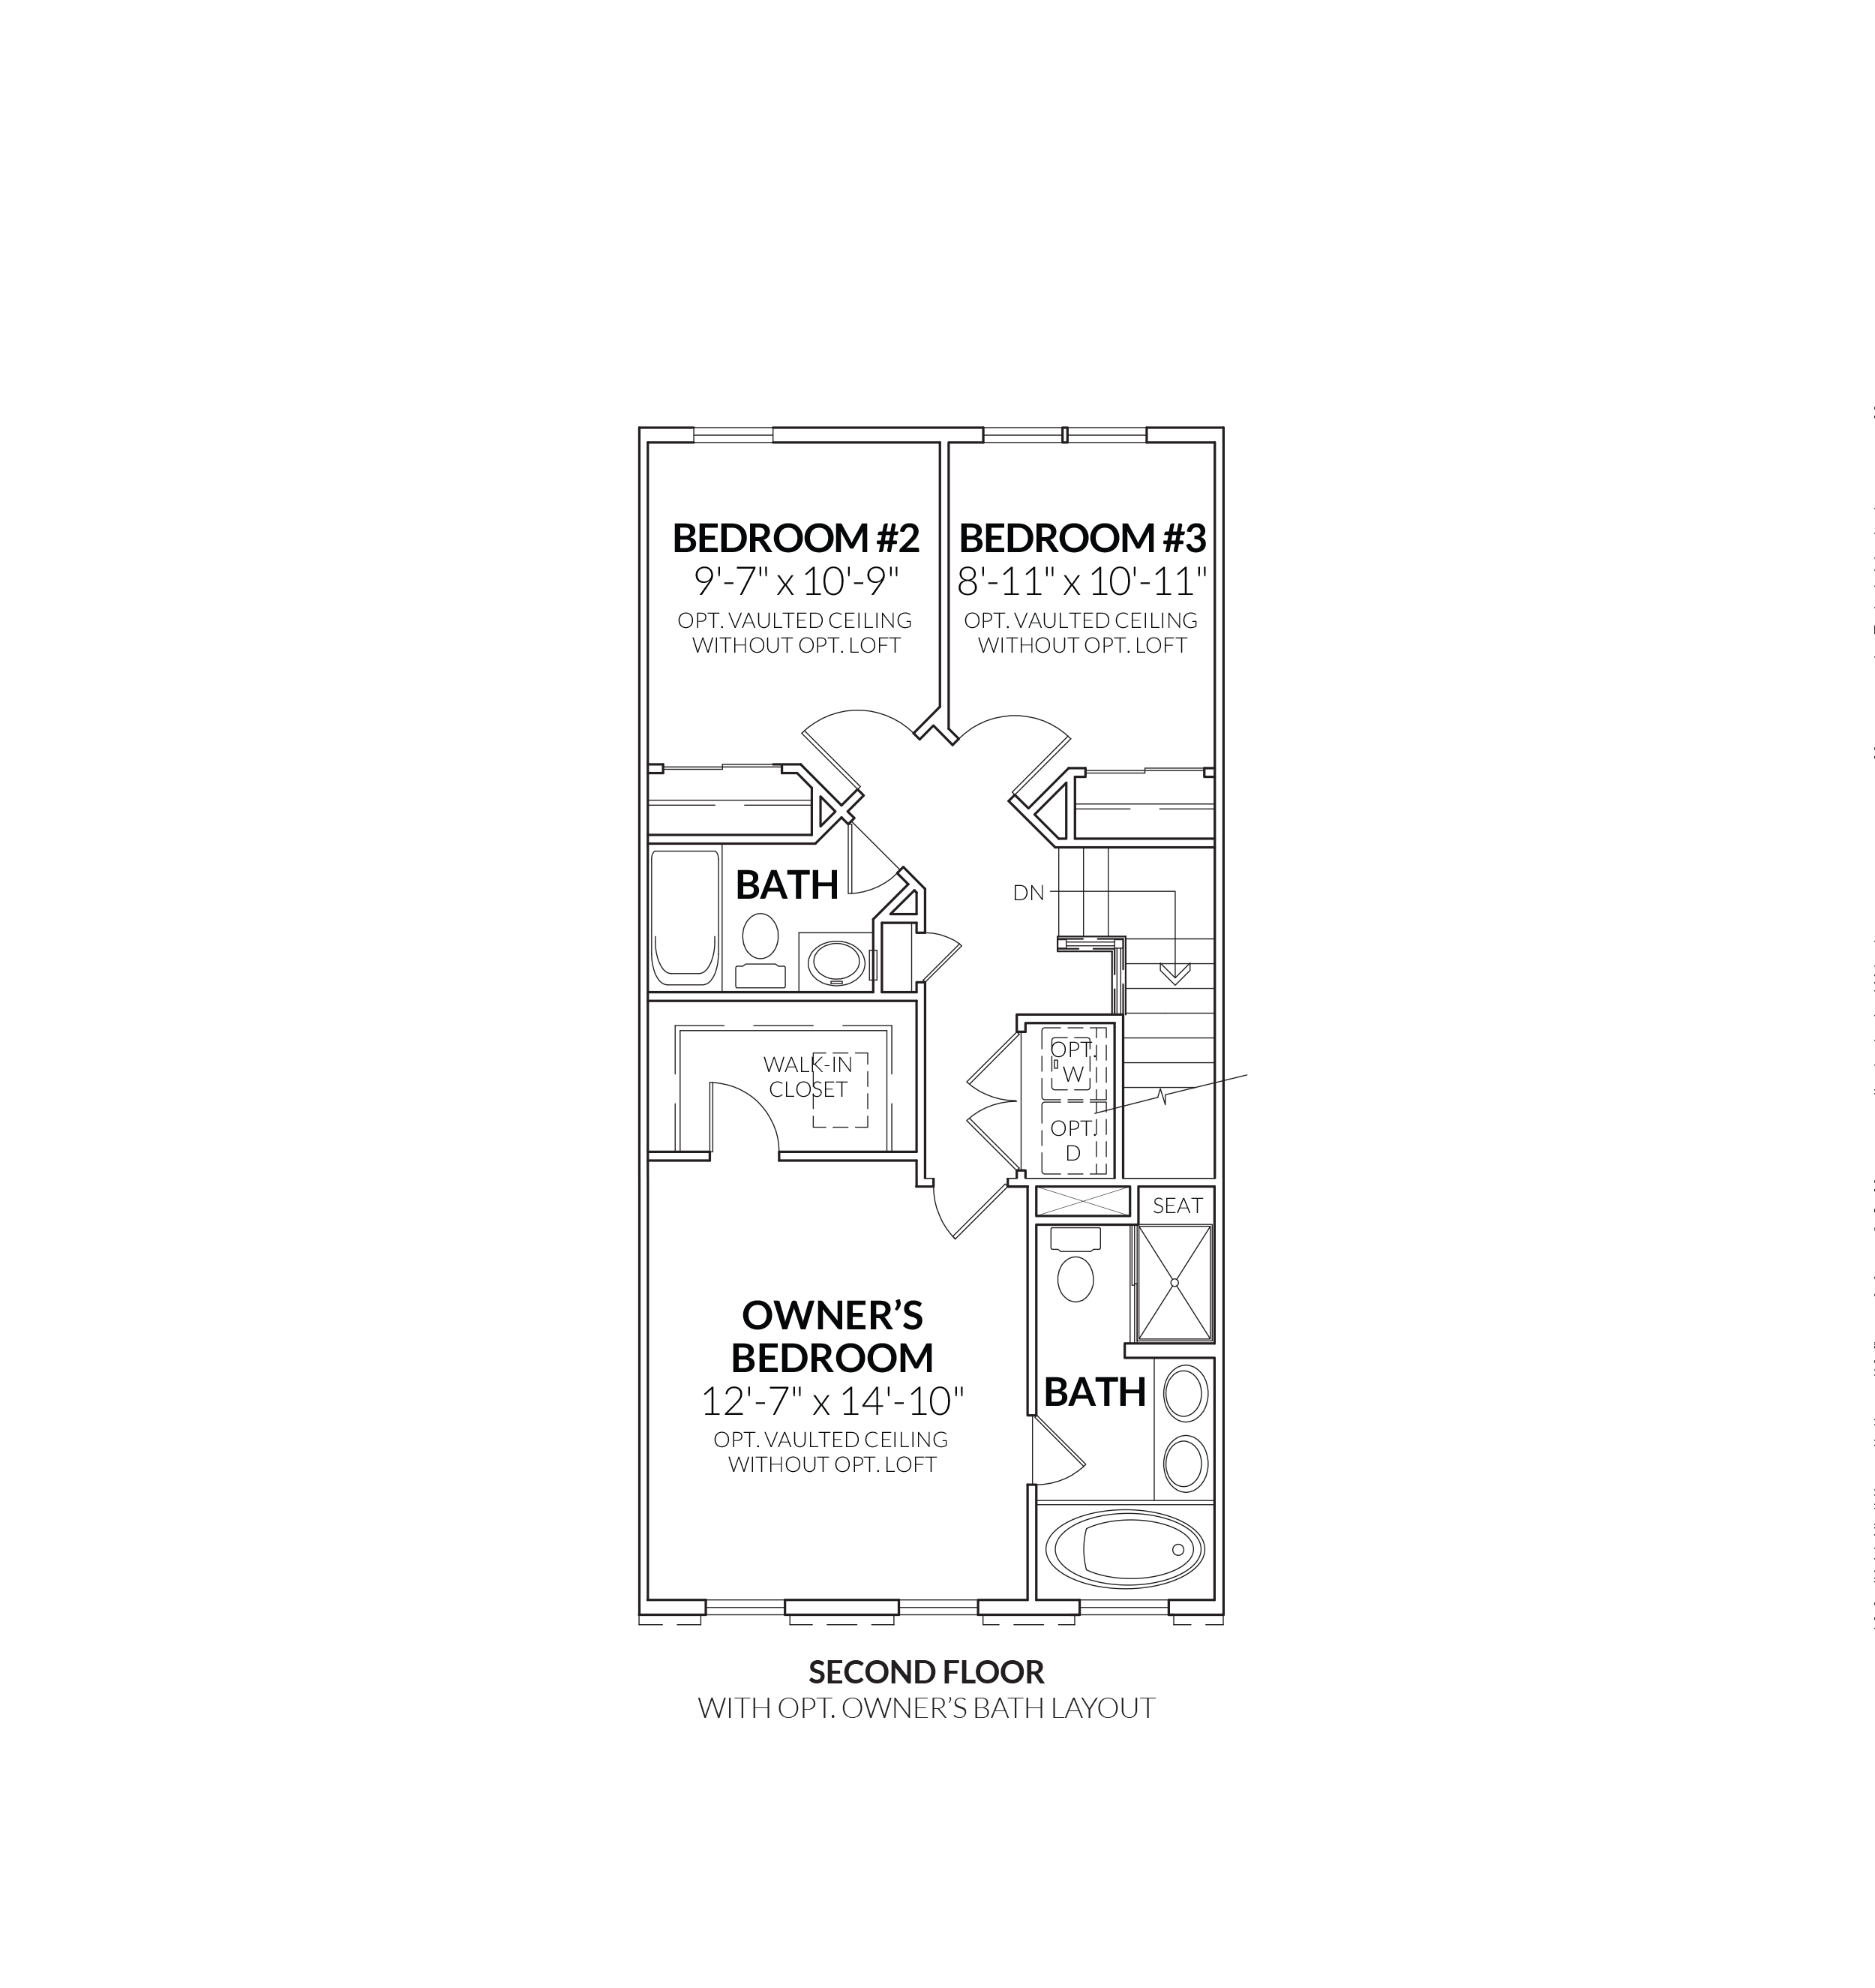 BEDROOM #2
9'-7" x 10'-9"
OPT. VAULTED CEILING
WITHOUT OPT. LOFT
BEDROOM #3
8'-11" x 10'-11"
OPT. VAULTED CEILING
WITHOUT OPT. LOFT
BATH
DN
WALK-IN
CLOSET
OPT.
W
OPT.
D
SEAT
OWNER’S
BEDROOM
12'-7" x 14'-10"
OPT. VAULTED CEILING
WITHOUT OPT. LOFT
BATH
SECOND FLOOR
WITH OPT. OWNER’S BATH LAYOUT